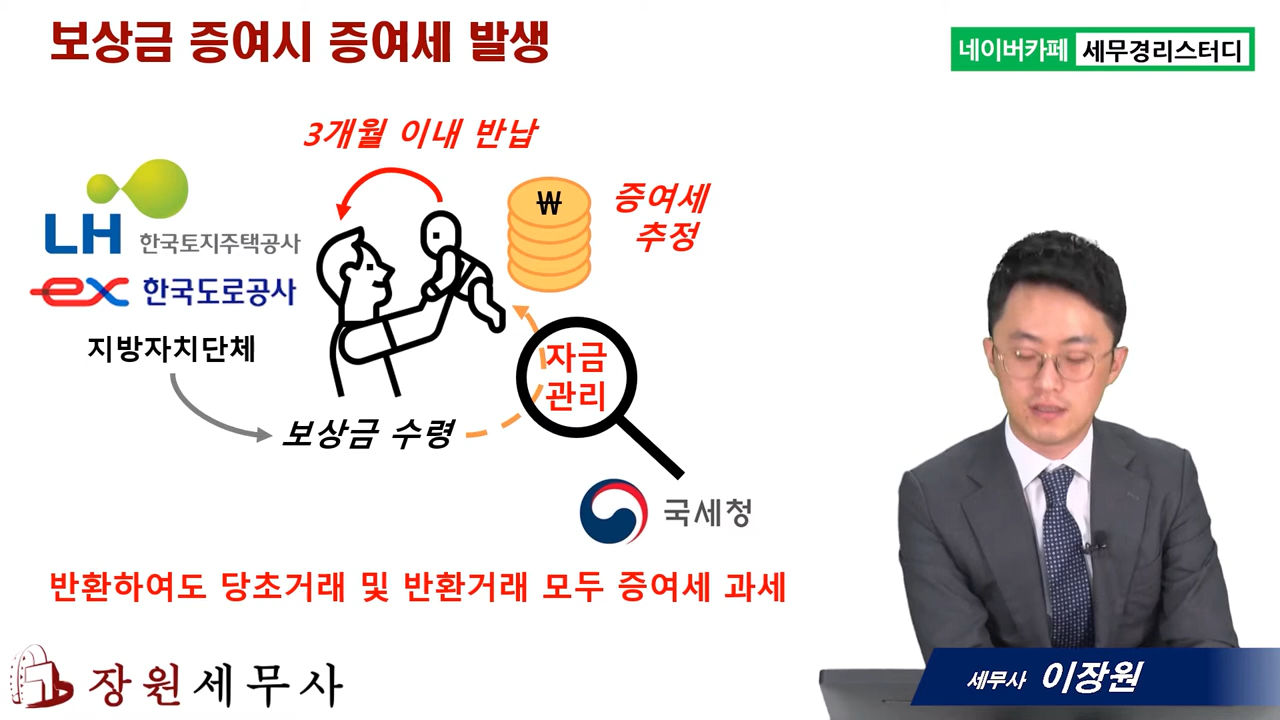 보상금 증여시 증여세 발생
네이버카페 세무경리스터디
3개월 이내 반납
₩
증여세
추정
LH 한국토지주택공사
ex 한국도로공사
지방자치단체
자금
관리
보상금 수령
국세청
반환하여도 당초거래 및 반환거래 모두 증여세 과세
장원세무사
세무사 이장원